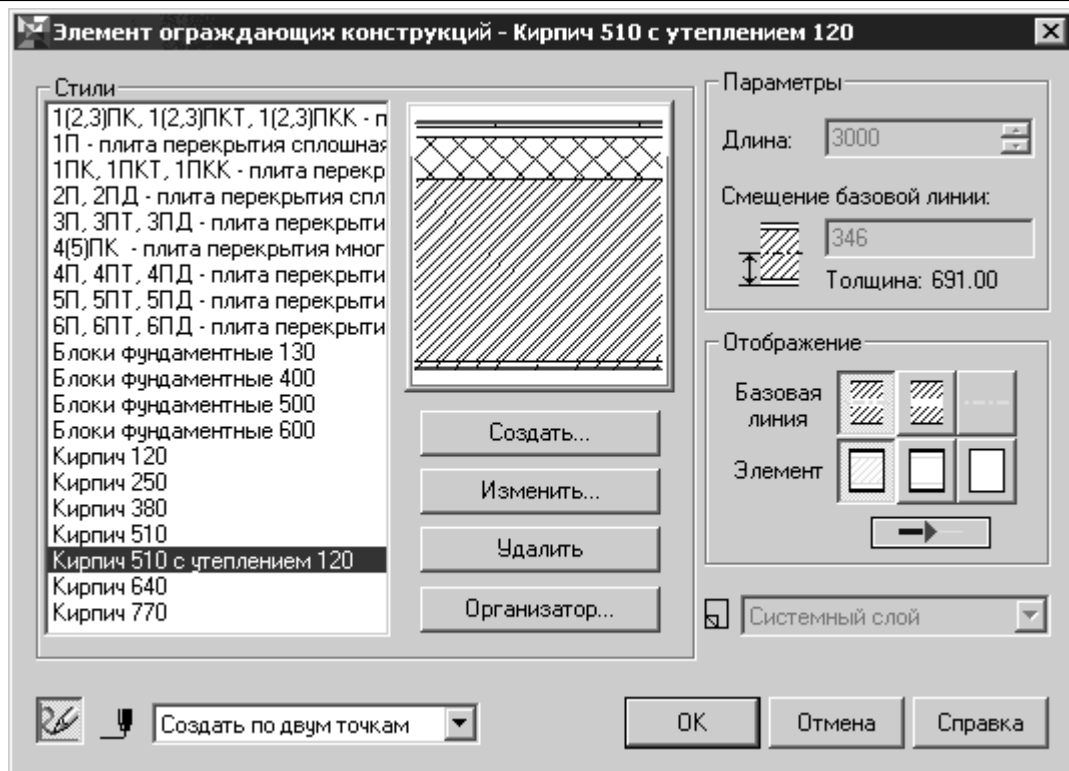 Элемент ограждающих конструкций - Кирпич 510 с утеплением 120
Стили
1(2,3)ПК, 1(2,3)ПКТ, 1(2,3)ПКК - п
1П - плита перекрытия сплошная
1ПК, 1ПКТ, 1ПКК - плита перекр
2П, 2ПД - плита перекрытия спл
3П, 3ПТ, 3ПД - плита перекрыти
4(5)ПК - плита перекрытия мног
4П, 4ПТ, 4ПД - плита перекрыти
5П, 5ПТ, 5ПД - плита перекрыти
6П, 6ПТ, 6ПД - плита перекрыти
Блоки фундаментные 130
Блоки фундаментные 400
Блоки фундаментные 500
Блоки фундаментные 600
Кирпич 120
Кирпич 250
Кирпич 380
Кирпич 510
Кирпич 510 с утеплением 120
Кирпич 640
Кирпич 770
Создать...
Изменить...
Удалить
Организатор...
Параметры
Длина: 3000
Смещение базовой линии:
346
Толщина: 691.00
Отображение
Базовая
линия
Элемент
Системный слой
Создать по двум точкам
OK
Отмена
Справка